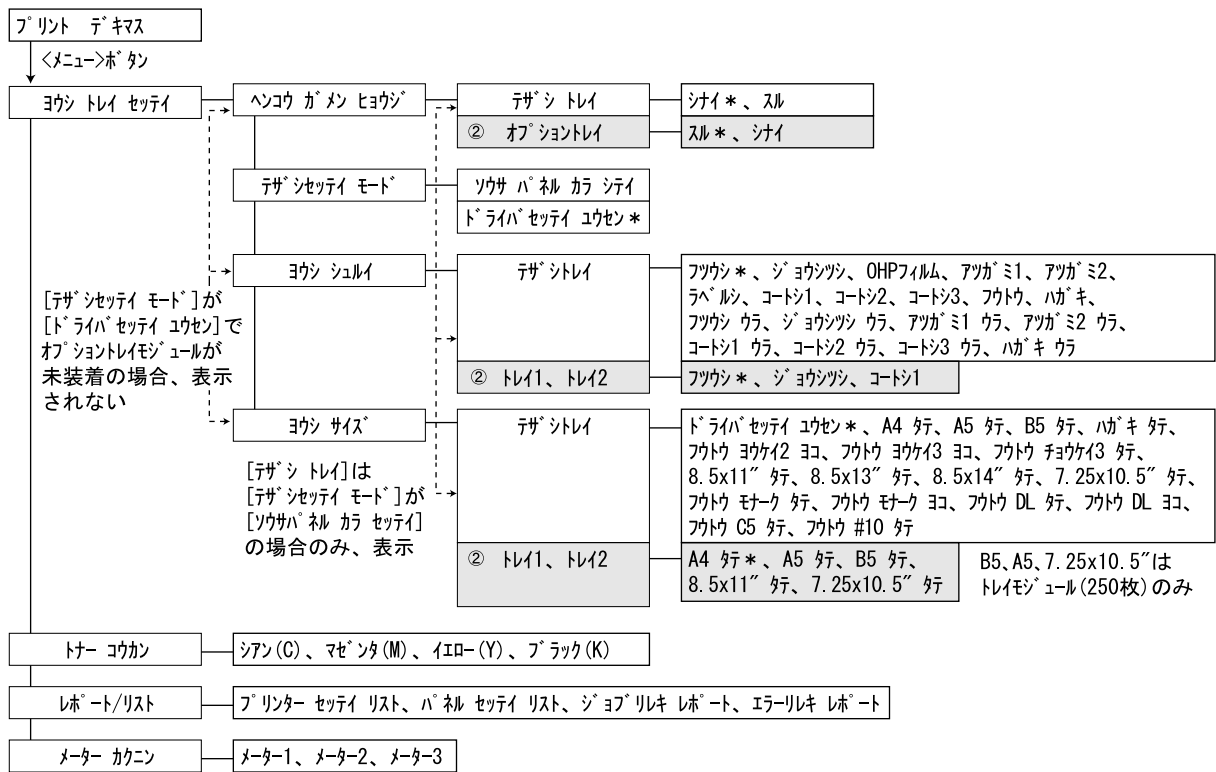 ﾌﾟﾘﾝﾄ ﾃﾞｷﾏｽ
<ﾒﾆｭｰ>ﾎﾞﾀﾝ
ﾖｳｼ ﾄﾚｲ ｾｯﾃｲ
ﾍﾝｺｳ ｶﾞﾒﾝ ﾋｮｳｼﾞ
ﾃｻﾞｼ ﾄﾚｲ
ｼﾅｲ＊、ｽﾙ
② ｵﾌﾟｼｮﾝﾄﾚｲ
ｽﾙ＊、ｼﾅｲ
ﾃｻﾞｼｾｯﾃｲ ﾓｰﾄﾞ
ｿｳｻ ﾊﾟﾈﾙ ｶﾗ ｼﾃｲ
ﾄﾞﾗｲﾊﾞｾｯﾃｲ ﾕｳｾﾝ＊
ﾖｳｼ ｼｭﾙｲ
ﾃｻﾞｼﾄﾚｲ
ﾌﾂｳｼ＊、ｼﾞｮｳｼﾂｼ、OHPﾌｨﾙﾑ、ｱﾂｶﾞﾐ1、ｱﾂｶﾞﾐ2、
ﾗﾍﾞﾙｼ、ｺｰﾄｼ1、ｺｰﾄｼ2、ｺｰﾄｼ3、ﾌｳﾄｳ、ﾊｶﾞｷ、
ﾌﾂｳｼ ｳﾗ、ｼﾞｮｳｼﾂｼ ｳﾗ、ｱﾂｶﾞﾐ1 ｳﾗ、ｱﾂｶﾞﾐ2 ｳﾗ、
ｺｰﾄｼ1 ｳﾗ、ｺｰﾄｼ2 ｳﾗ、ｺｰﾄｼ3 ｳﾗ、ﾊｶﾞｷ ｳﾗ
② ﾄﾚｲ1、ﾄﾚｲ2
ﾌﾂｳｼ＊、ｼﾞｮｳｼﾂｼ、ｺｰﾄｼ1
[ﾃｻﾞｼｾｯﾃｲ ﾓｰﾄﾞ]が
[ﾄﾞﾗｲﾊﾞｾｯﾃｲ ﾕｳｾﾝ]で
ｵﾌﾟｼｮﾝﾄﾚｲﾓｼﾞｭｰﾙが
未装着の場合、表示
されない
ﾖｳｼ ｻｲｽﾞ
ﾃｻﾞｼﾄﾚｲ
ﾄﾞﾗｲﾊﾞｾｯﾃｲ ﾕｳｾﾝ＊、A4 ﾀﾃ、A5 ﾀﾃ、B5 ﾀﾃ、ﾊｶﾞｷ ﾀﾃ、
ﾌｳﾄｳ ﾖｳｹｲ2 ﾖｺ、ﾌｳﾄｳ ﾖｳｹｲ3 ﾖｺ、ﾌｳﾄｳ ﾁｮｳｹｲ3 ﾀﾃ、
8.5x11″ ﾀﾃ、8.5x13″ ﾀﾃ、8.5x14″ ﾀﾃ、7.25x10.5″ ﾀﾃ、
ﾌｳﾄｳ ﾓﾅｰｸ ﾀﾃ、ﾌｳﾄｳ ﾓﾅｰｸ ﾖｺ、ﾌｳﾄｳ DL ﾀﾃ、ﾌｳﾄｳ DL ﾖｺ、
ﾌｳﾄｳ C5 ﾀﾃ、ﾌｳﾄｳ #10 ﾀﾃ
[ﾃｻﾞｼ ﾄﾚｲ]は
[ﾃｻﾞｼｾｯﾃｲ ﾓｰﾄﾞ]が
[ｿｳｻﾊﾟﾈﾙ ｶﾗ ｾｯﾃｲ]
の場合のみ、表示
② ﾄﾚｲ1、ﾄﾚｲ2
A4 ﾀﾃ＊、A5 ﾀﾃ、B5 ﾀﾃ、
8.5x11″ ﾀﾃ、7.25x10.5″ ﾀﾃ
B5､A5､7.25x10.5″は
ﾄﾚｲﾓｼﾞｭｰﾙ(250枚)のみ
ﾄﾅｰ ｺｳｶﾝ
ｼｱﾝ(C)、ﾏｾﾞﾝﾀ(M)、ｲｴﾛｰ(Y)、ﾌﾞﾗｯｸ(K)
ﾚﾎﾟｰﾄ/ﾘｽﾄ
ﾌﾟﾘﾝﾀｰ ｾｯﾃｲ ﾘｽﾄ、ﾊﾟﾈﾙ ｾｯﾃｲ ﾘｽﾄ、ｼﾞｮﾌﾞﾘﾚｷ ﾚﾎﾟｰﾄ、ｴﾗｰﾘﾚｷ ﾚﾎﾟｰﾄ
ﾒｰﾀｰ ｶｸﾆﾝ
ﾒｰﾀｰ1、ﾒｰﾀｰ2、ﾒｰﾀｰ3